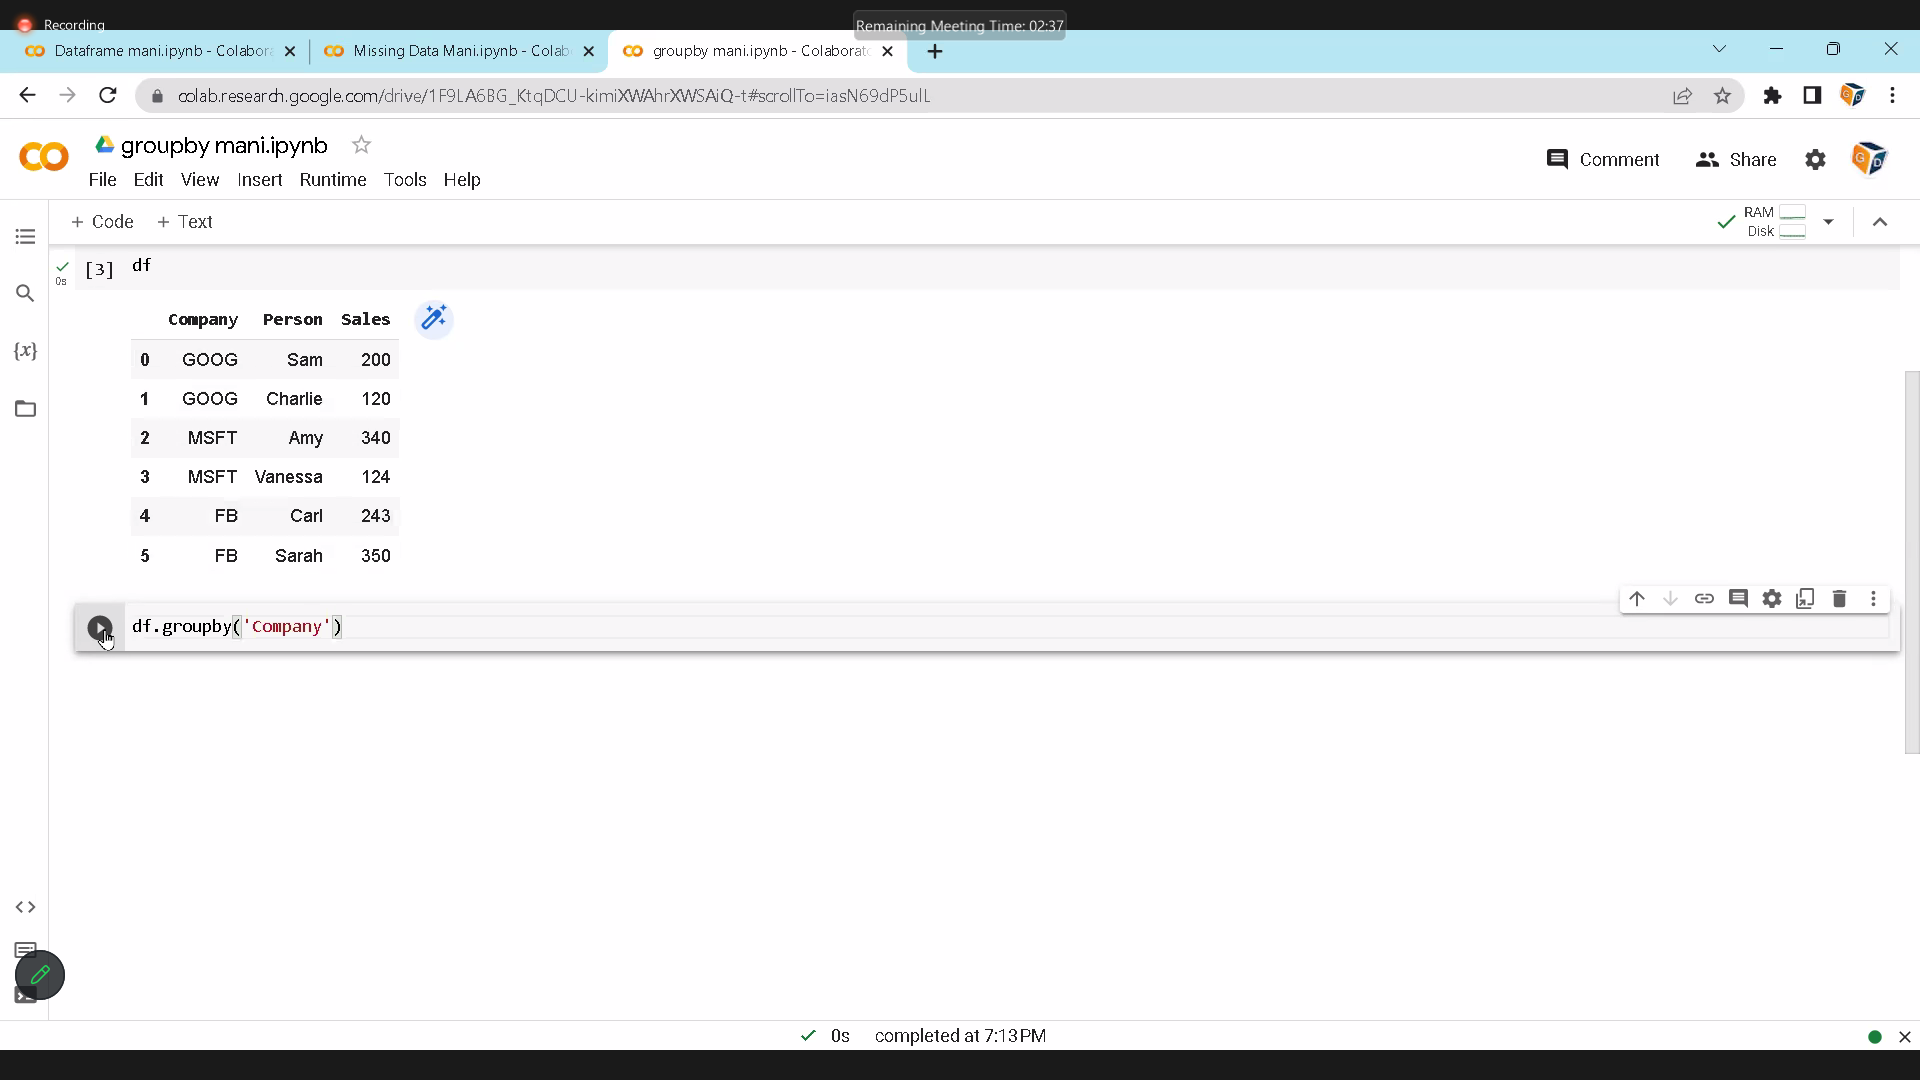 Recording
Remaining Meeting Time: 02:37
Dataframe mani.ipynb - Colabora
Missing Data Mani.ipynb - Colab
groupby mani.ipynb - Colaborato
colab.research.google.com/drive/1F9LA6BG_KtqDCU-kimiXWAhrXWSAiQ-t#scrollTo=iasN69dP5ulL
groupby mani.ipynb
Comment
Share
File Edit View Insert Runtime Tools Help
+ Code + Text
RAM
Disk
[3] df
0s
Company Person Sales
0 GOOG Sam 200
1 GOOG Charlie 120
2 MSFT Amy 340
3 MSFT Vanessa 124
4 FB Carl 243
5 FB Sarah 350
df.groupby('Company')
0s completed at 7:13 PM